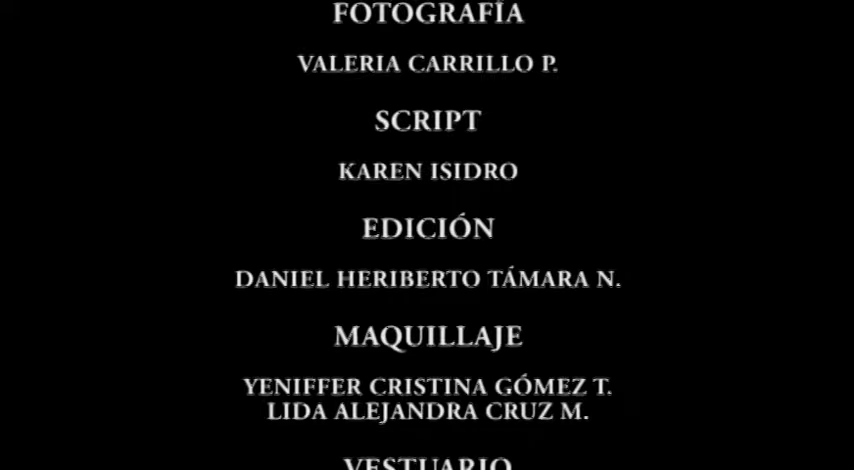 FOTOGRAFÍA
VALERIA CARRILLO P.
SCRIPT
KAREN ISIDRO
EDICIÓN
DANIEL HERIBERTO TÁMARA N.
MAQUILLAJE
YENIFFER CRISTINA GÓMEZ T.
LIDA ALEJANDRA CRUZ M.
VESTUARIO